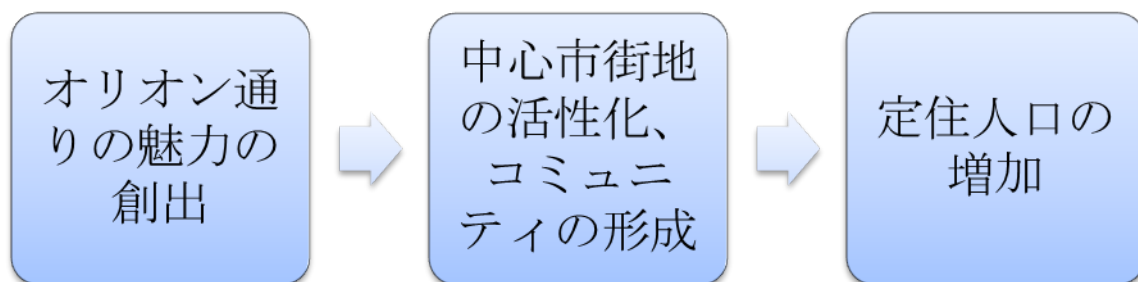 オリオン通
りの魅力の
創出
中心市街地
の活性化、
コミュニ
ティの形成
定住人口の
増加